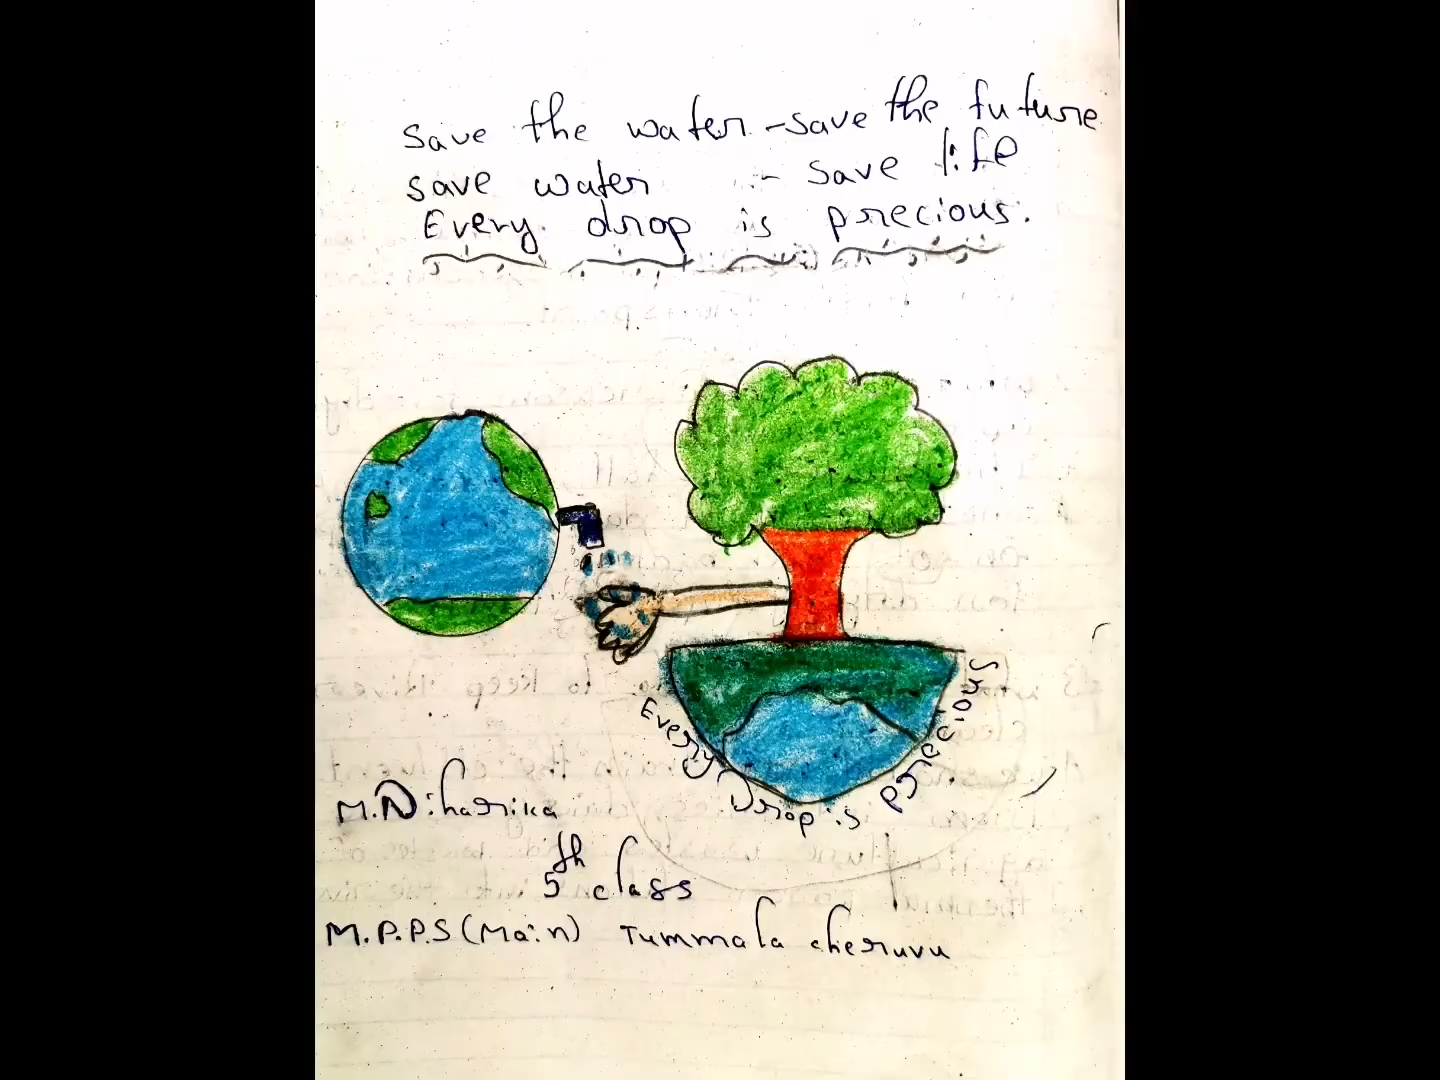 save the water - save the future
save water - save life
Every drop is precious.
Every Drop is precious
M. Niharika
5th class
M.P.P.S (Main) Tummala cheruvu